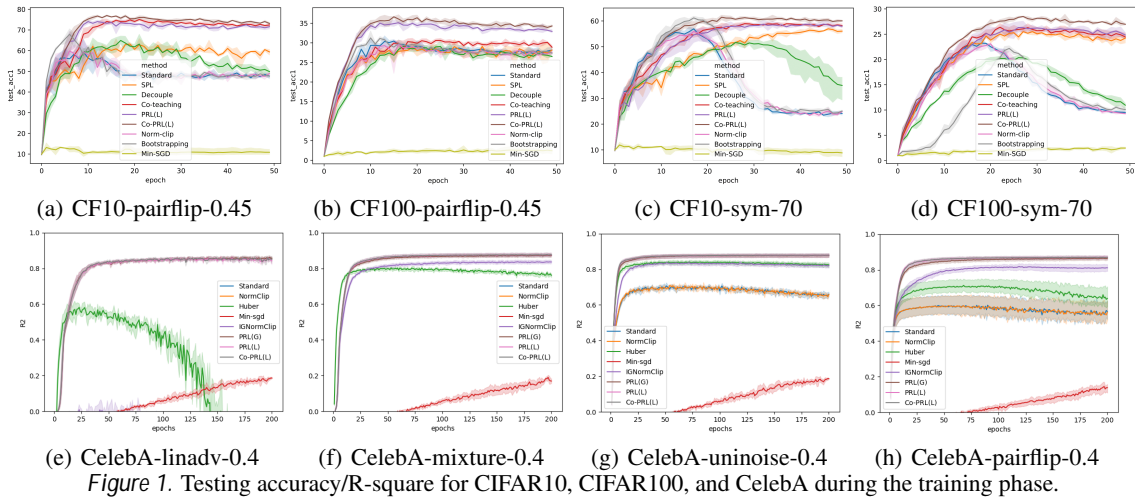 test_acc1
80
70
60
50
40
30
20
10
0 10 20 30 40 50
epoch
method
Standard
SPL
Decouple
Co-teaching
PRL(L)
Co-PRL(L)
Norm-clip
Bootstrapping
Min-SGD
(a) CF10-pairflip-0.45
test_acc1
35
30
25
20
15
10
5
0
0 10 20 30 40 50
epoch
method
Standard
SPL
Decouple
Co-teaching
PRL(L)
Co-PRL(L)
Norm-clip
Bootstrapping
Min-SGD
(b) CF100-pairflip-0.45
test_acc1
60
50
40
30
20
10
0 10 20 30 40 50
epoch
method
Standard
SPL
Decouple
Co-teaching
PRL(L)
Co-PRL(L)
Norm-clip
Bootstrapping
Min-SGD
(c) CF10-sym-70
test_acc1
30
25
20
15
10
5
0
0 10 20 30 40 50
epoch
method
Standard
SPL
Decouple
Co-teaching
PRL(L)
Co-PRL(L)
Norm-clip
Bootstrapping
Min-SGD
(d) CF100-sym-70
R2
1.0
0.8
0.6
0.4
0.2
0.0
0 25 50 75 100 125 150 175 200
epochs
Standard
NormClip
Huber
Min-sgd
IGNormClip
PRL(G)
PRL(L)
Co-PRL(L)
(e) CelebA-linadv-0.4
R2
1.0
0.8
0.6
0.4
0.2
0.0
0 25 50 75 100 125 150 175 200
epochs
Standard
NormClip
Huber
Min-sgd
IGNormClip
PRL(G)
PRL(L)
Co-PRL(L)
(f) CelebA-mixture-0.4
R2
1.0
0.8
0.6
0.4
0.2
0.0
0 25 50 75 100 125 150 175 200
epochs
Standard
NormClip
Huber
Min-sgd
IGNormClip
PRL(G)
PRL(L)
Co-PRL(L)
(g) CelebA-uninoise-0.4
R2
1.0
0.8
0.6
0.4
0.2
0.0
0 25 50 75 100 125 150 175 200
epochs
Standard
NormClip
Huber
Min-sgd
IGNormClip
PRL(G)
PRL(L)
Co-PRL(L)
(h) CelebA-pairflip-0.4
Figure 1. Testing accuracy/R-square for CIFAR10, CIFAR100, and CelebA during the training phase.